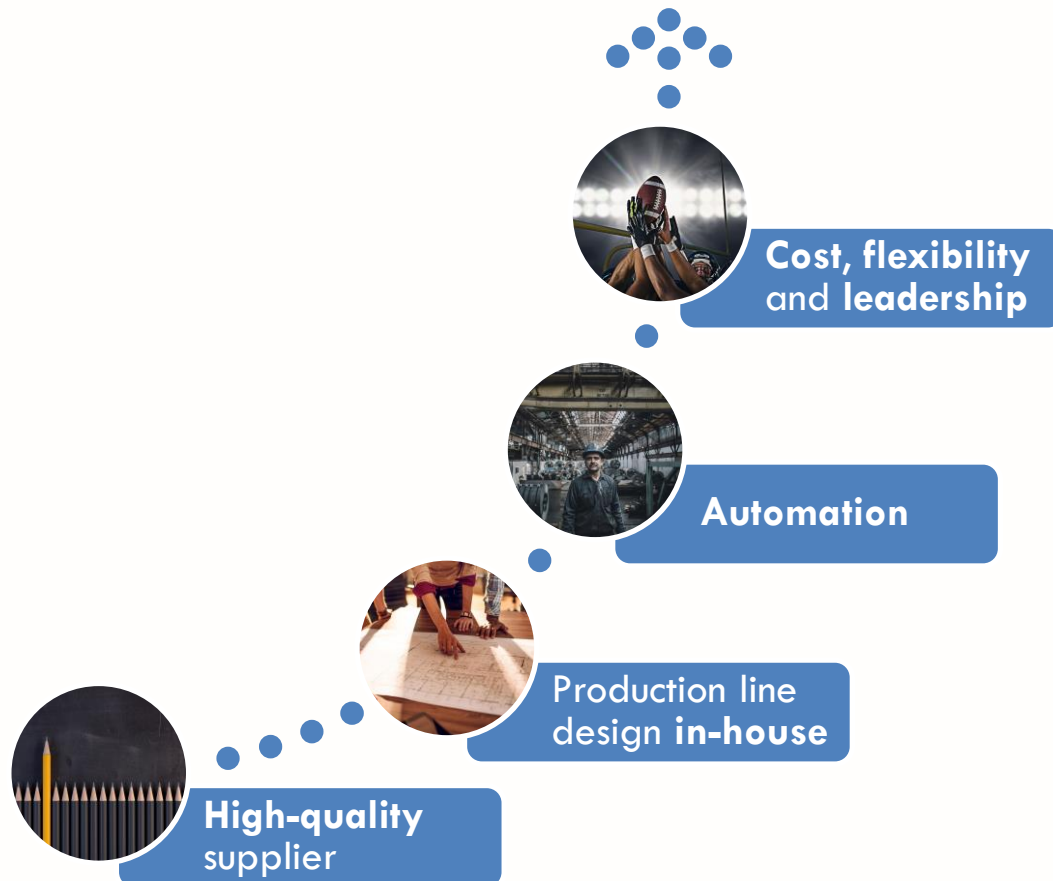 Cost, flexibility
and leadership
Automation
Production line
design in-house
High-quality
supplier